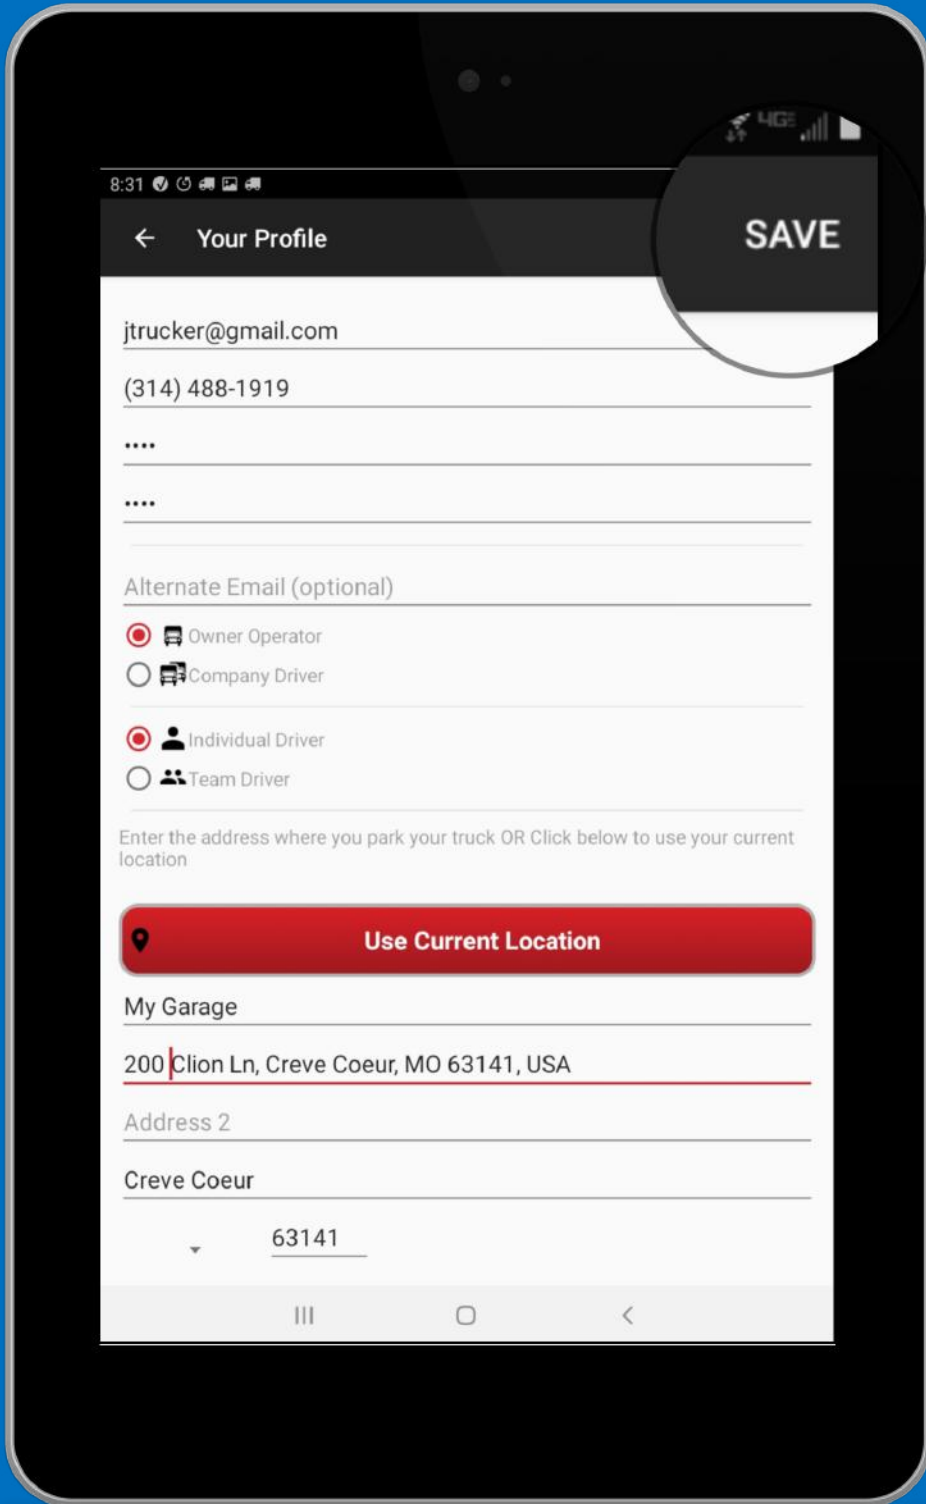 4GE
8:31
Your Profile
SAVE
jtrucker@gmail.com
(314) 488-1919
••••
••••
Alternate Email (optional)
Owner Operator
Company Driver
Individual Driver
Team Driver
Enter the address where you park your truck OR Click below to use your current
location
Use Current Location
My Garage
200 Clion Ln, Creve Coeur, MO 63141, USA
Address 2
Creve Coeur
63141